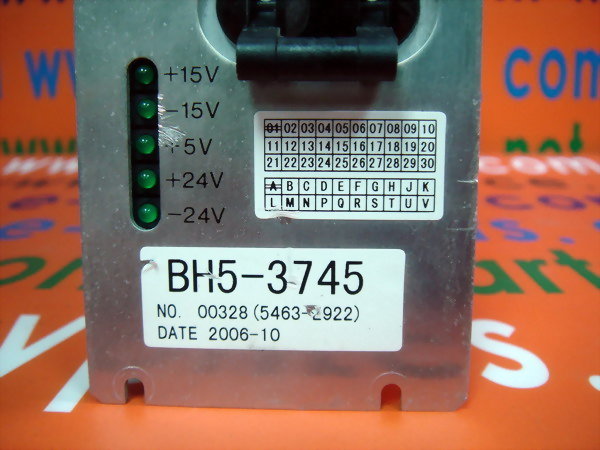 +15V
-15V
+5V
+24V
-24V
01 02 03 04 05 06 07 08 09 10
11 12 13 14 15 16 17 18 19 20
21 22 23 24 25 26 27 28 29 30
A B C D E F G H J K
L M N P Q R S T U V
BH5-3745
NO. 00328 (5463-2922)
DATE 2006-10